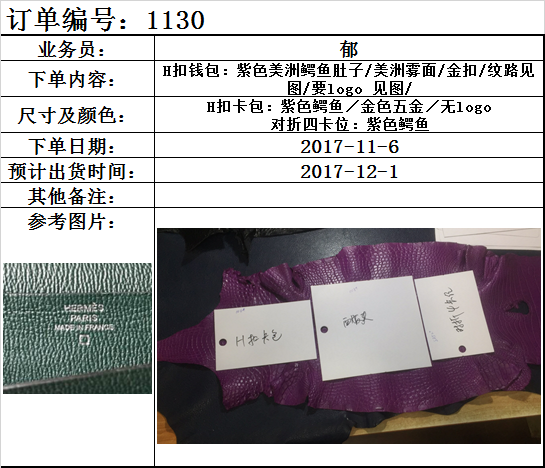 订单编号：1130
业务员：
郁
下单内容：
H扣钱包：紫色美洲鳄鱼肚子/美洲雾面/金扣/纹路见
图/要logo 见图/
尺寸及颜色：
H扣卡包：紫色鳄鱼／金色五金／无logo
对折四卡位：紫色鳄鱼
下单日期：
2017-11-6
预计出货时间：
2017-12-1
其他备注：
参考图片：
HERMES
PARIS
MADE IN FRANCE
H扣卡包